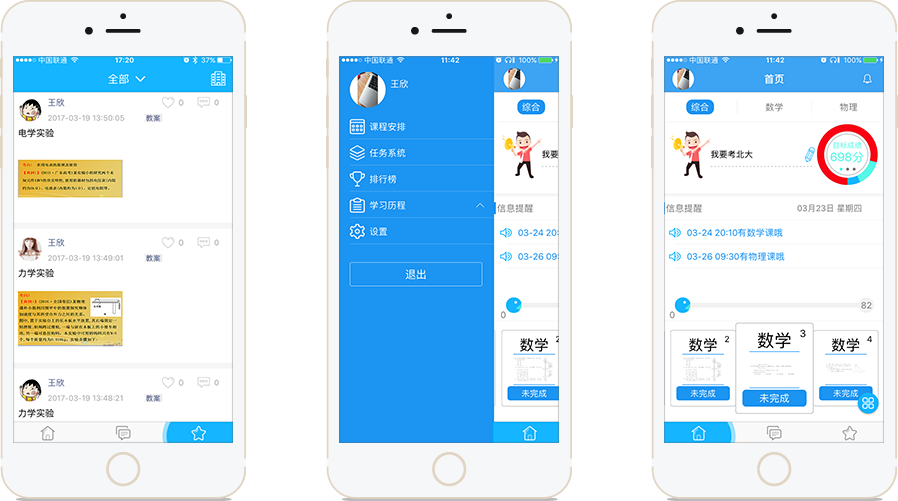 中国联通 17:20 37%
全部
王欣 0 0
2017-03-19 13:50:05 教案
电学实验
王欣 0 0
2017-03-19 13:49:01 教案
力学实验
王欣 0 0
2017-03-19 13:48:21 教案
力学实验
中国联通 11:42 100%
王欣
课程安排
任务系统
排行榜
学习历程
设置
退出
综合
我要
信息提醒
03-24 20:10
03-26 09:30
0
数学 2
未完成
中国联通 11:42 100%
首页
综合 数学 物理
我要考北大
目标成绩
698分
信息提醒 03月23日 星期四
03-24 20:10有数学课哦
03-26 09:30有物理课哦
0 82
数学 2
未完成
数学 3
未完成
数学 4
未完成